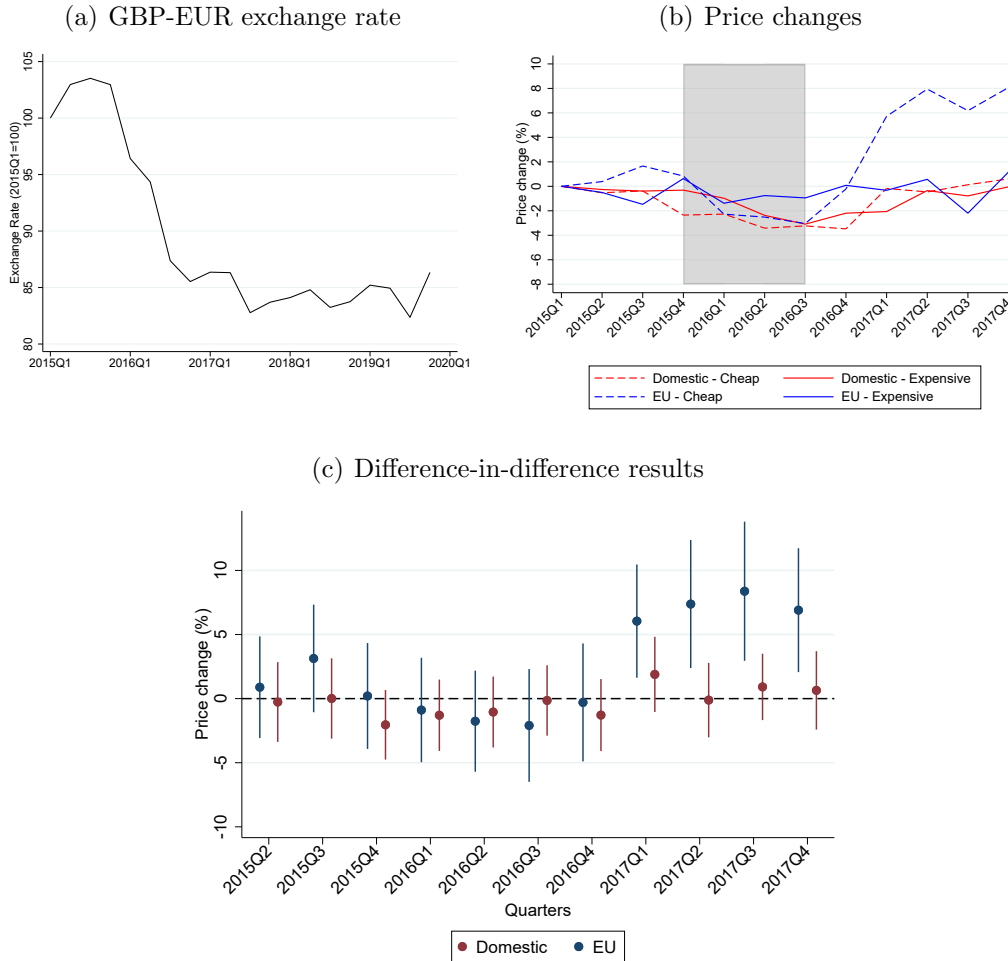 (a) GBP-EUR exchange rate
Exchange Rate (2015Q1=100)
105
100
95
90
85
80
2015Q1 2016Q1 2017Q1 2018Q1 2019Q1 2020Q1
(b) Price changes
Price change (%)
10
8
6
4
2
0
-2
-4
-6
-8
2015Q1 2015Q2 2015Q3 2015Q4 2016Q1 2016Q2 2016Q3 2016Q4 2017Q1 2017Q2 2017Q3 2017Q4
Domestic - Cheap Domestic - Expensive
EU - Cheap EU - Expensive
(c) Difference-in-difference results
Price change (%)
10
5
0
-5
-10
2015Q2 2015Q3 2015Q4 2016Q1 2016Q2 2016Q3 2016Q4 2017Q1 2017Q2 2017Q3 2017Q4
Quarters
Domestic EU